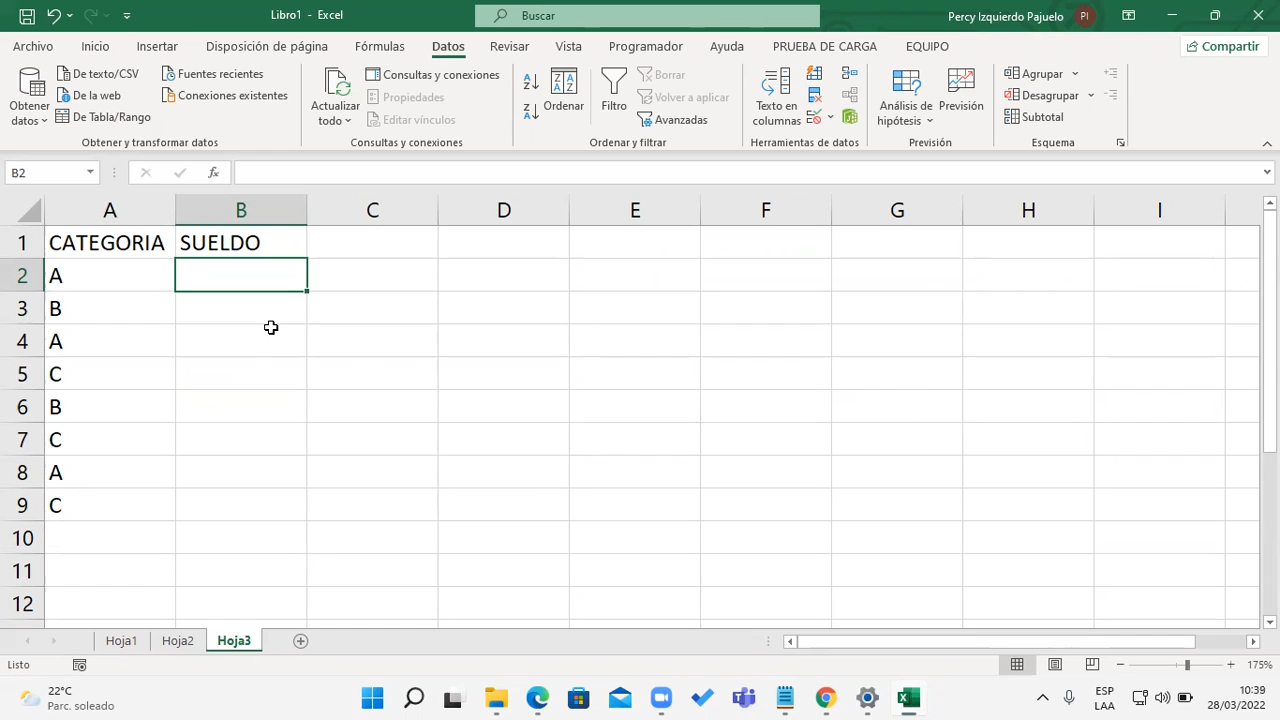 Libro1 - Excel
Buscar
Percy Izquierdo Pajuelo
PI
Archivo Inicio Insertar Disposición de página Fórmulas Datos Revisar Vista Programador Ayuda PRUEBA DE CARGA EQUIPO
Compartir
Obtener datos
De texto/CSV
De la web
De Tabla/Rango
Fuentes recientes
Conexiones existentes
Obtener y transformar datos
Actualizar todo
Consultas y conexiones
Propiedades
Editar vínculos
Consultas y conexiones
Ordenar
Filtro
Borrar
Volver a aplicar
Avanzadas
Ordenar y filtrar
Texto en columnas
Herramientas de datos
Análisis de hipótesis
Previsión
Previsión
Agrupar
Desagrupar
Subtotal
Esquema
B2
fx
A B C D E F G H I
1 CATEGORIA SUELDO
2 A
3 B
4 A
5 C
6 B
7 C
8 A
9 C
10
11
12
Hoja1 Hoja2 Hoja3
Listo
175%
22°C
Parc. soleado
ESP
LAA
10:39
28/03/2022